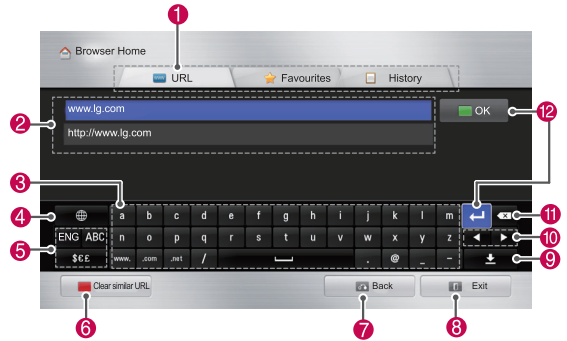 1
Browser Home
URL Favourites History
www.lg.com OK 12
2
http://www.lg.com
3
4 a b c d e f g h i j k l m 11
ENG ABC n o p q r s t u v w x y z 10
5
$€£ www. .com .net / . @ _ - 9
Clear similar URL Back Exit
6 7 8